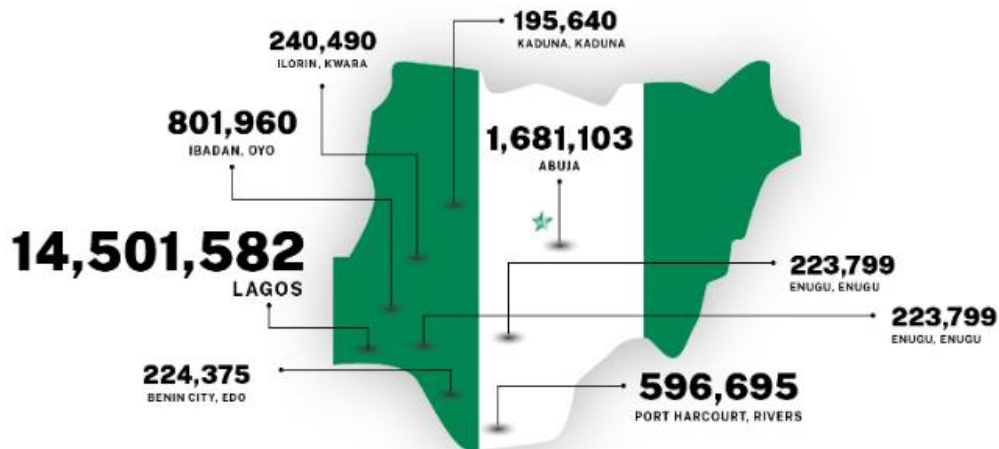 195,640
KADUNA, KADUNA
240,490
ILORIN, KWARA
801,960
IBADAN, OYO
1,681,103
ABUJA
14,501,582
LAGOS
223,799
ENUGU, ENUGU
223,799
ENUGU, ENUGU
224,375
BENIN CITY, EDO
596,695
PORT HARCOURT, RIVERS